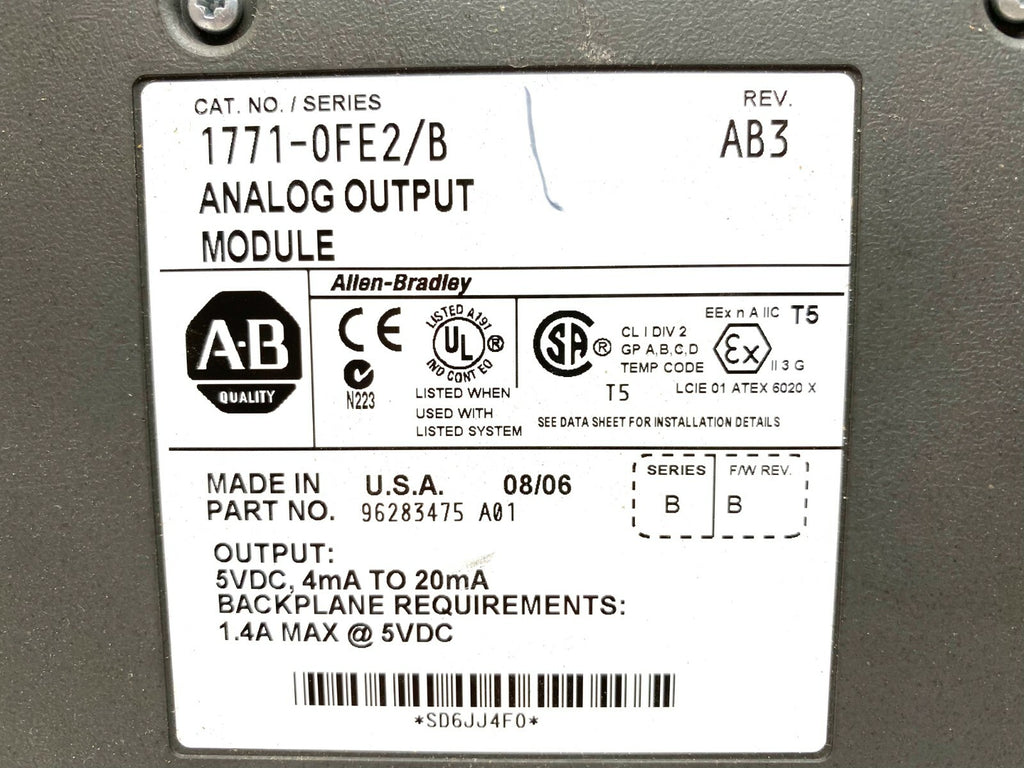 CAT. NO. / SERIES
REV.
1771-0FE2/B
AB3
ANALOG OUTPUT
MODULE
Allen-Bradley
A-B
QUALITY
CE
N223
LISTED A191
UL ®
IND CONT EQ
LISTED WHEN
USED WITH
LISTED SYSTEM
SA ®
CL I DIV 2
GP A,B,C,D
TEMP CODE
T5
EEx n A IIC T5
Ex
II 3 G
LCIE 01 ATEX 6020 X
SEE DATA SHEET FOR INSTALLATION DETAILS
MADE IN U.S.A. 08/06
PART NO. 96283475 A01
SERIES
F/W REV.
B
B
OUTPUT:
5VDC, 4mA TO 20mA
BACKPLANE REQUIREMENTS:
1.4A MAX @ 5VDC
*SD6JJ4F0*